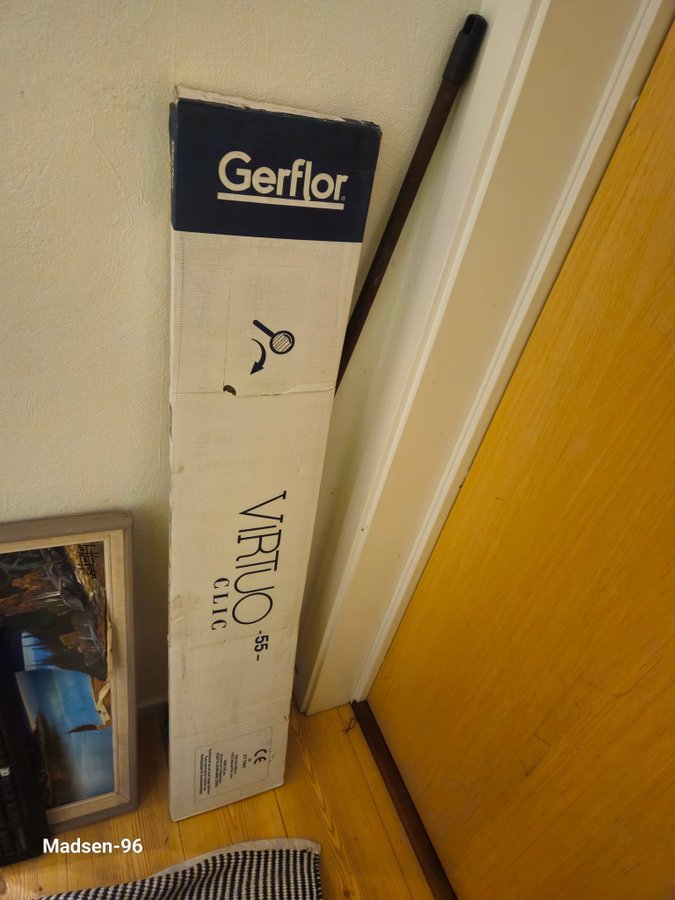 Gerflor
VIRTUO
CLIC
-55-
CE
Madsen-96